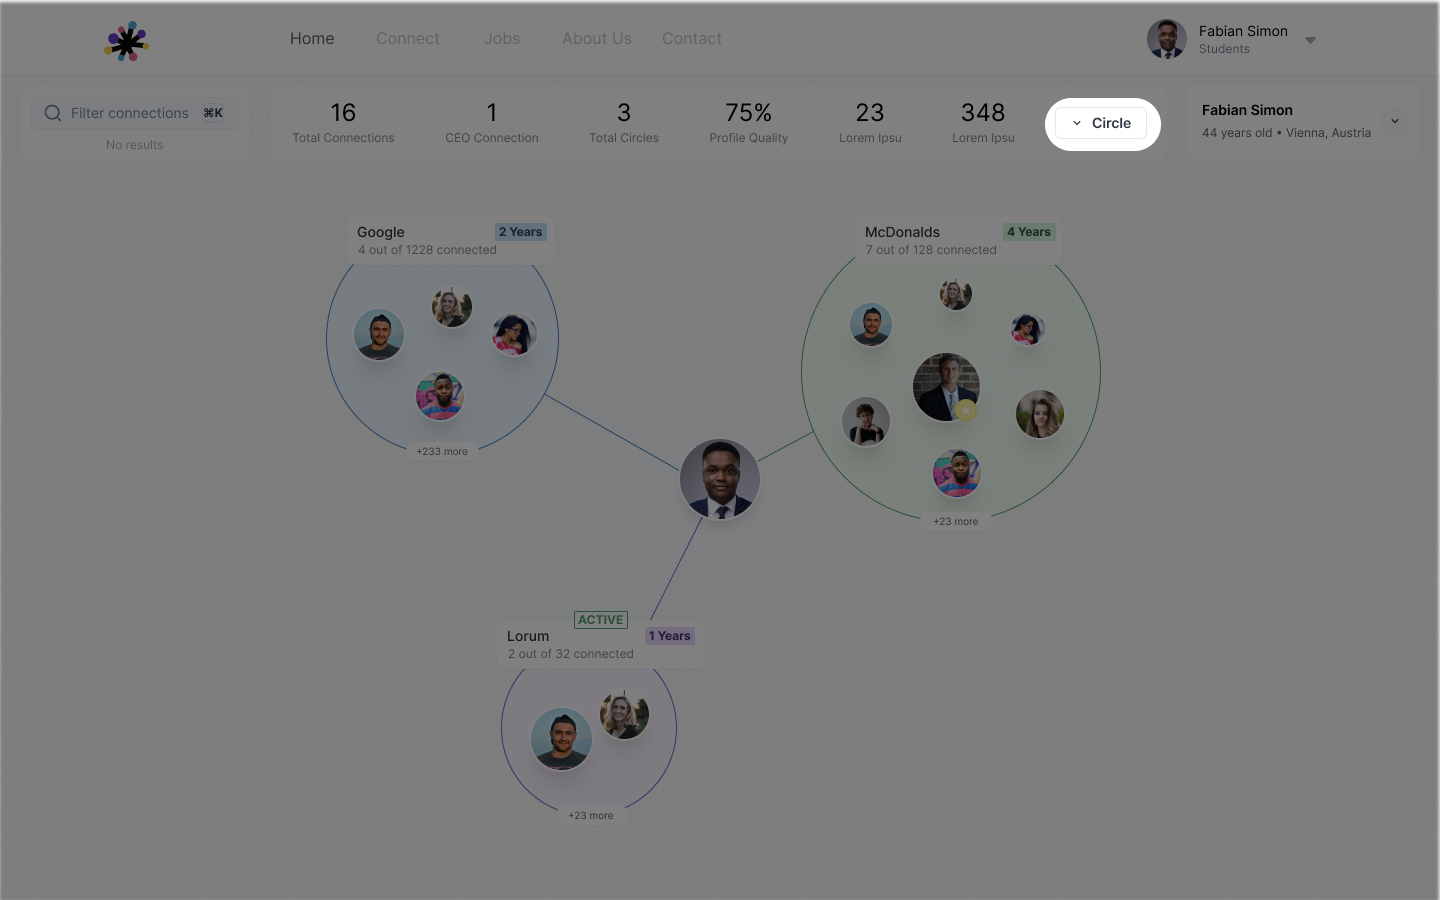 Home
Connect
Jobs
About Us
Contact
Fabian Simon
Students
Filter connections
⌘K
No results
16
Total Connections
1
CEO Connection
3
Total Circles
75%
Profile Quality
23
Lorem Ipsu
348
Lorem Ipsu
Circle
Fabian Simon
44 years old • Vienna, Austria
Google
2 Years
4 out of 1228 connected
+233 more
McDonalds
4 Years
7 out of 128 connected
+23 more
ACTIVE
Lorum
1 Years
2 out of 32 connected
+23 more